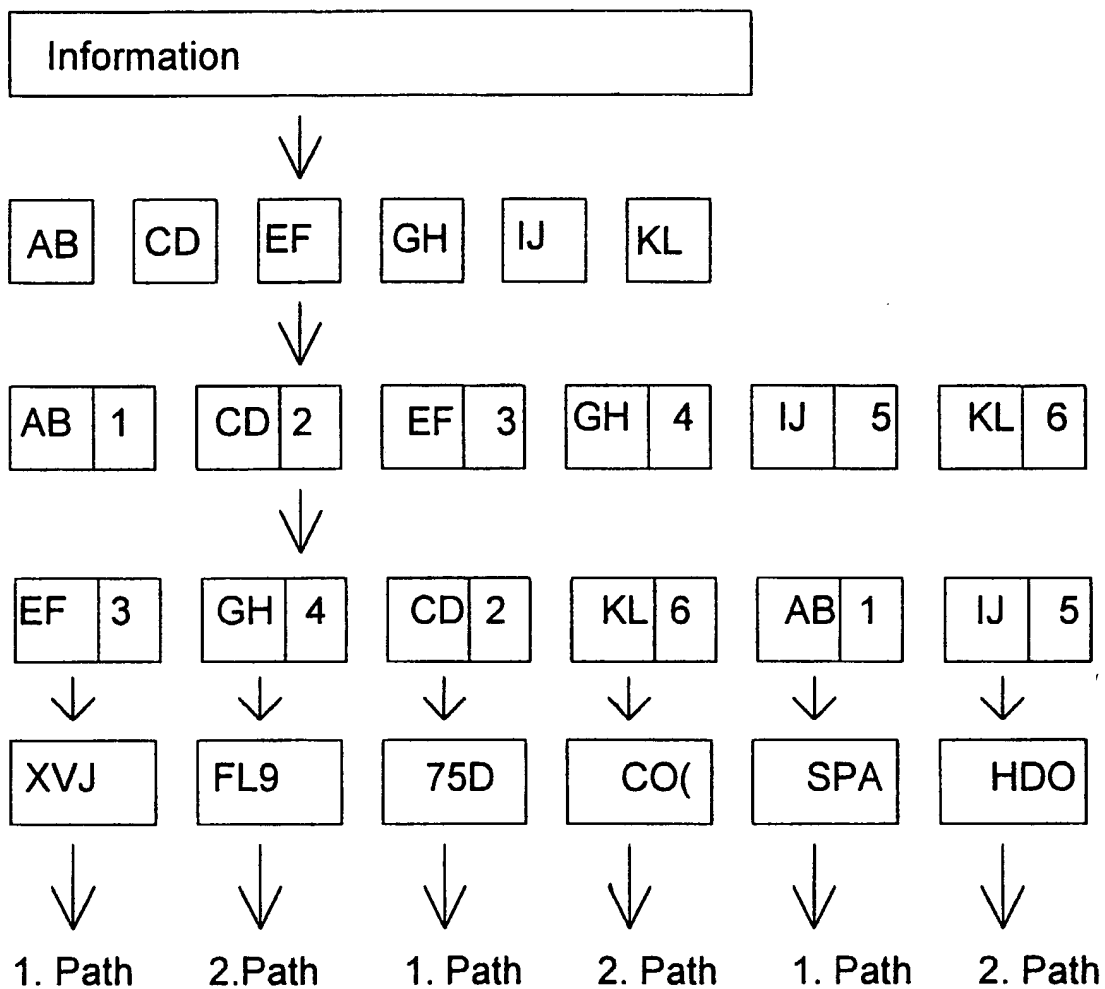 Information
AB CD EF GH IJ KL
AB 1 CD 2 EF 3 GH 4 IJ 5 KL 6
EF 3 GH 4 CD 2 KL 6 AB 1 IJ 5
XVJ FL9 75D CO( SPA HDO
1. Path 2.Path 1. Path 2. Path 1. Path 2. Path